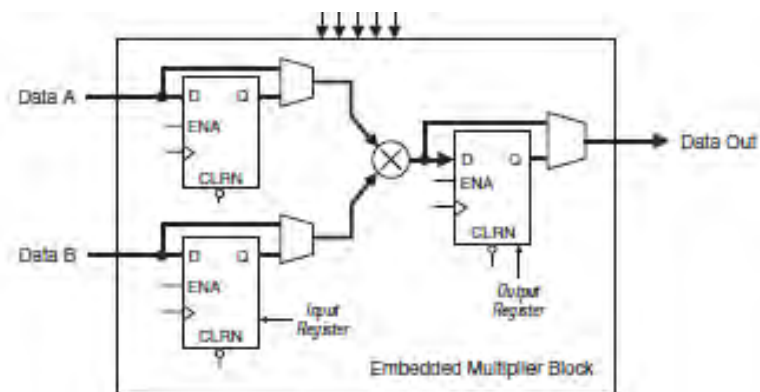 Data A
D Q
ENA
CLRN
Data B
D Q
ENA
CLRN
Input
Register
D Q
ENA
CLRN
Output
Register
Data Out
Embedded Multiplier Block